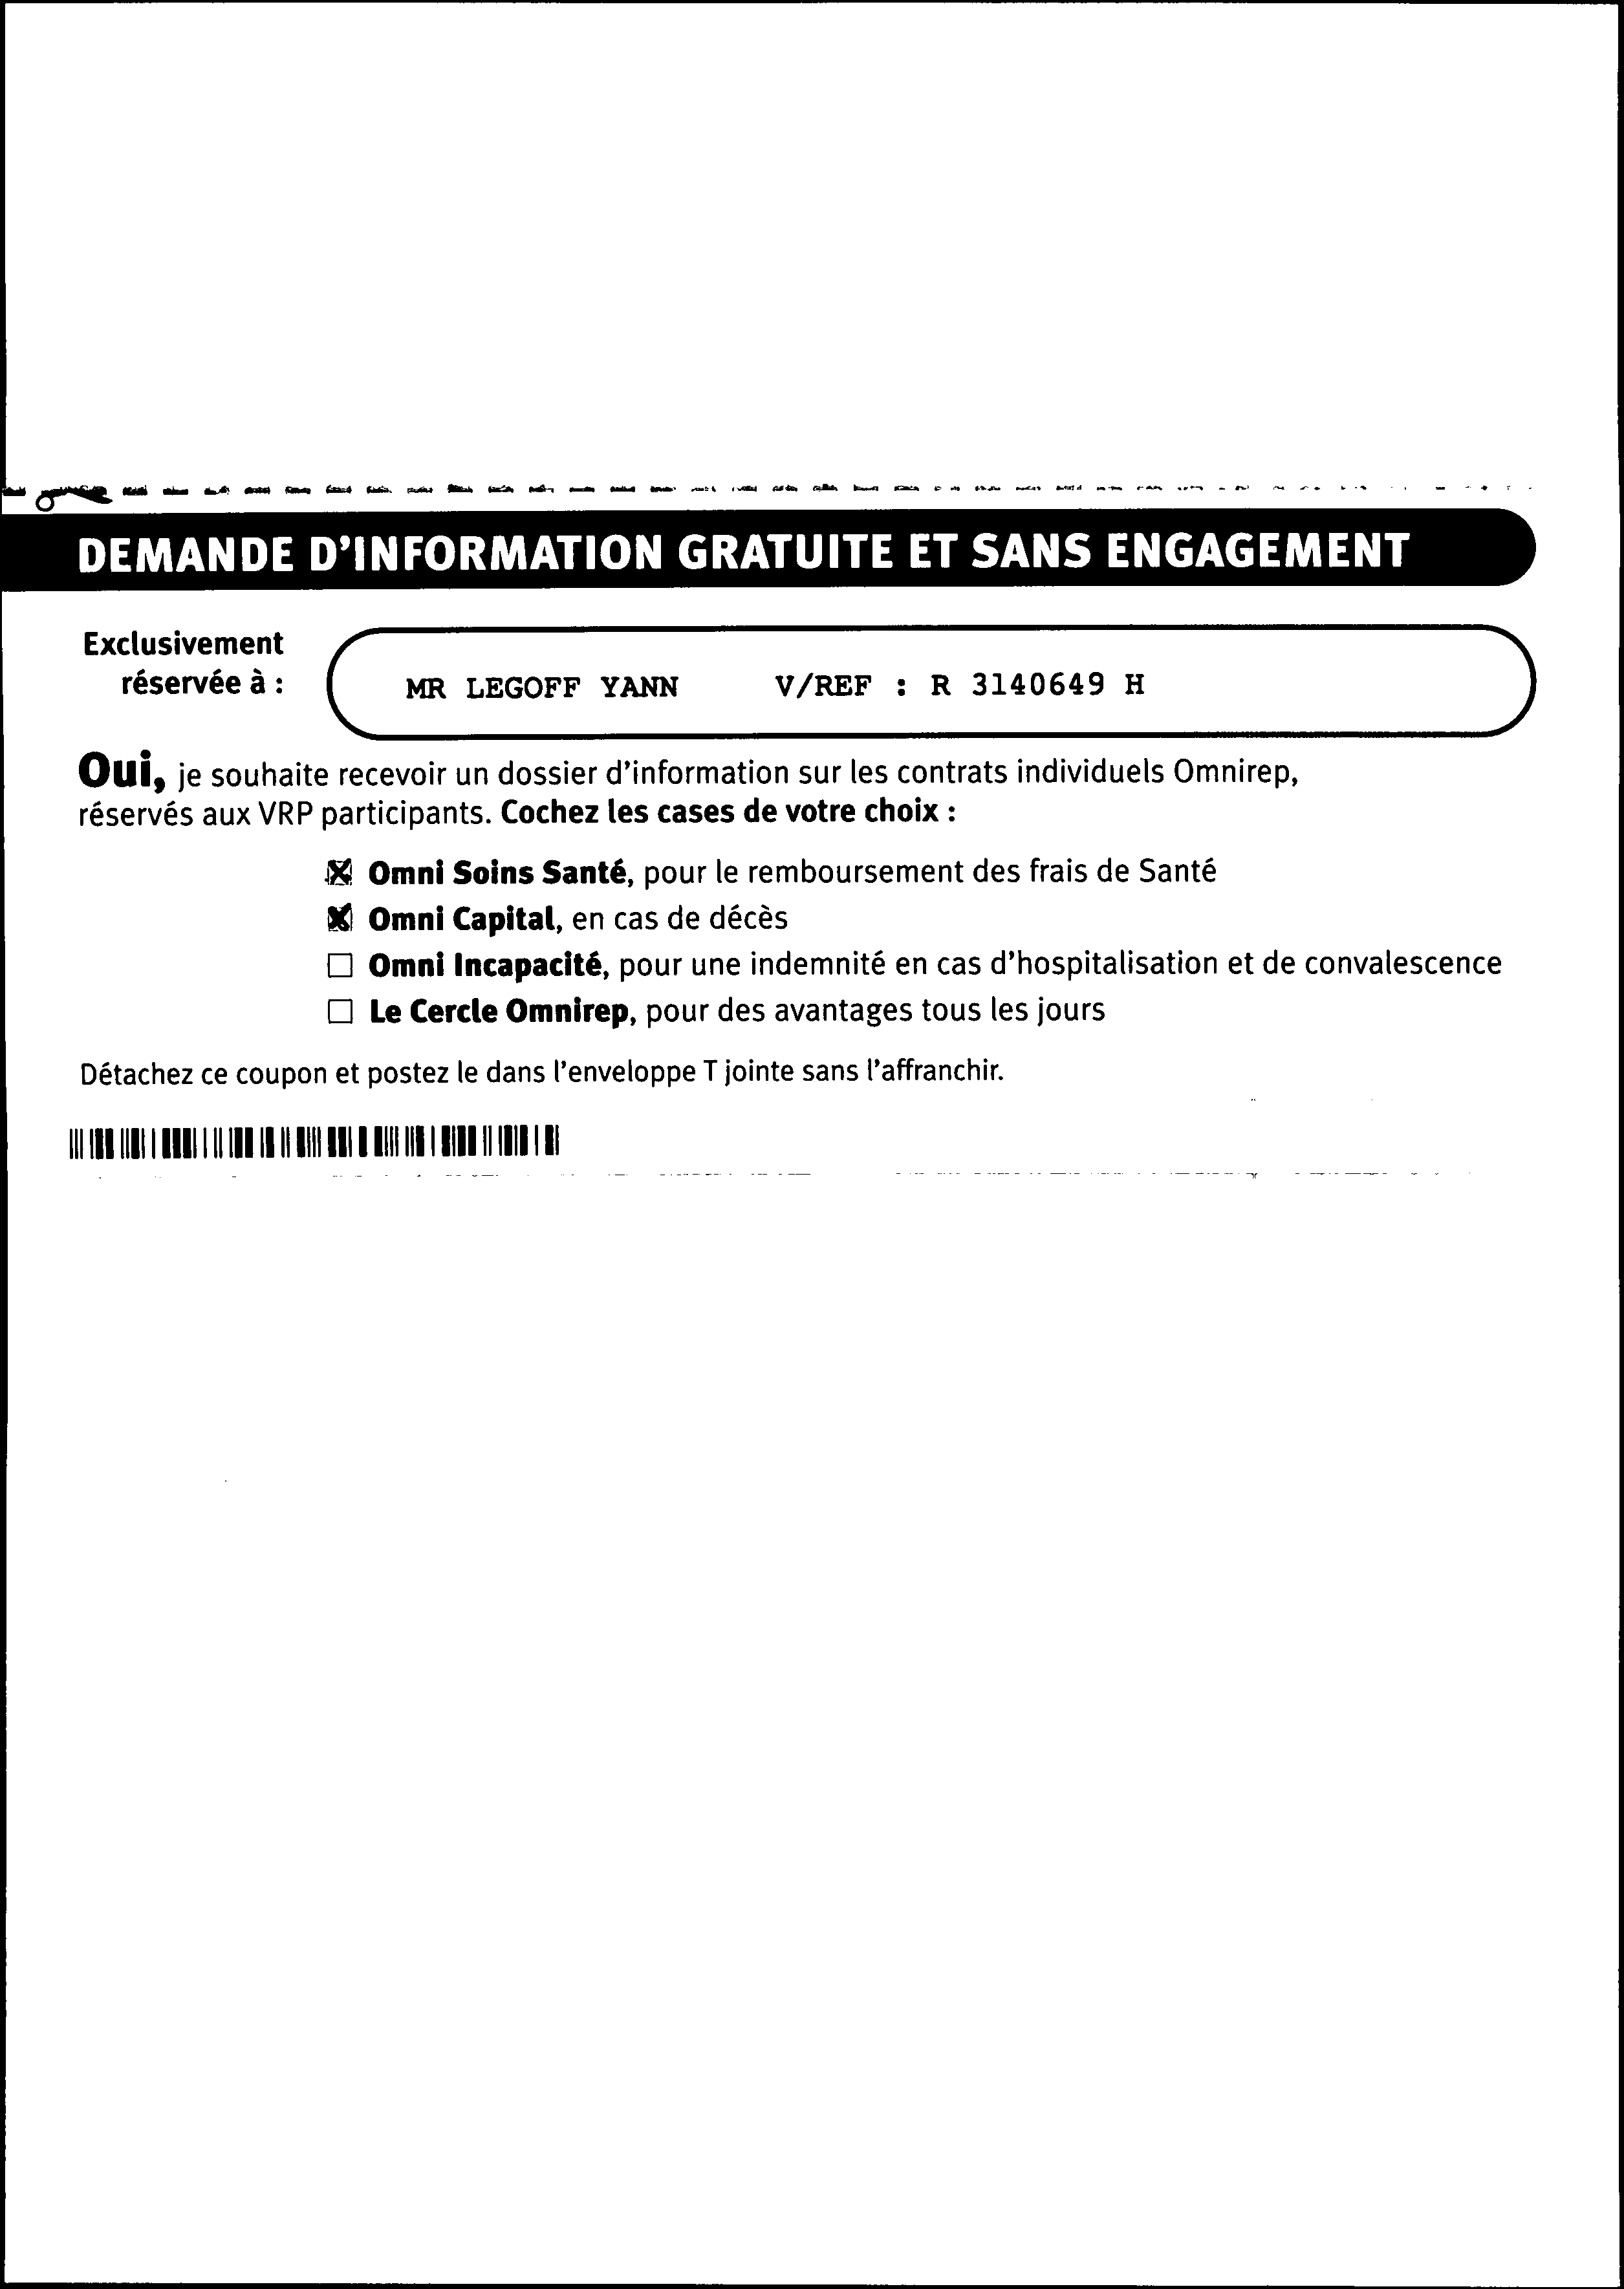 DEMANDE D'INFORMATION GRATUITE ET SANS ENGAGEMENT
Exclusivement
réservée à :
MR LEGOFF YANN V/REF : R 3140649 H
Oui, je souhaite recevoir un dossier d'information sur les contrats individuels Omnirep,
réservés aux VRP participants. Cochez les cases de votre choix :
Omni Soins Santé, pour le remboursement des frais de Santé
Omni Capital, en cas de décès
Omni Incapacité, pour une indemnité en cas d'hospitalisation et de convalescence
Le Cercle Omnirep, pour des avantages tous les jours
Détachez ce coupon et postez le dans l'enveloppe T jointe sans l'affranchir.